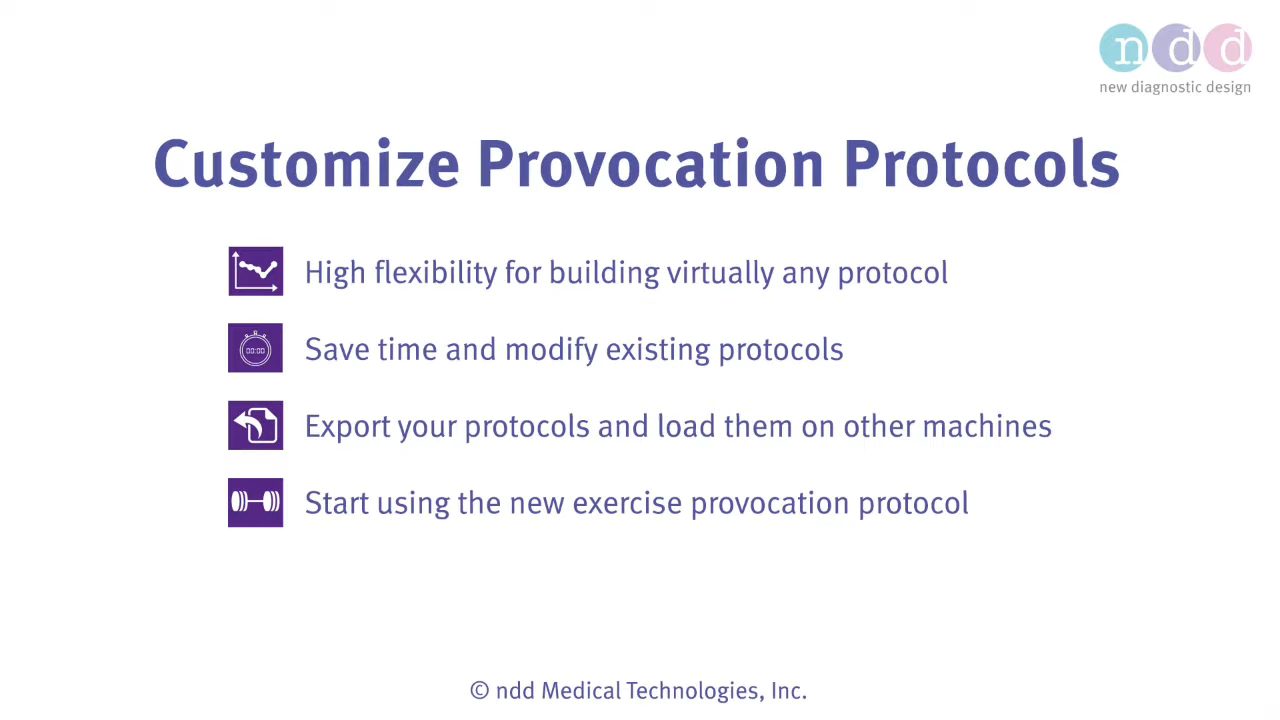 ndd
new diagnostic design
Customize Provocation Protocols
High flexibility for building virtually any protocol
00:00
Save time and modify existing protocols
Export your protocols and load them on other machines
Start using the new exercise provocation protocol
© ndd Medical Technologies, Inc.